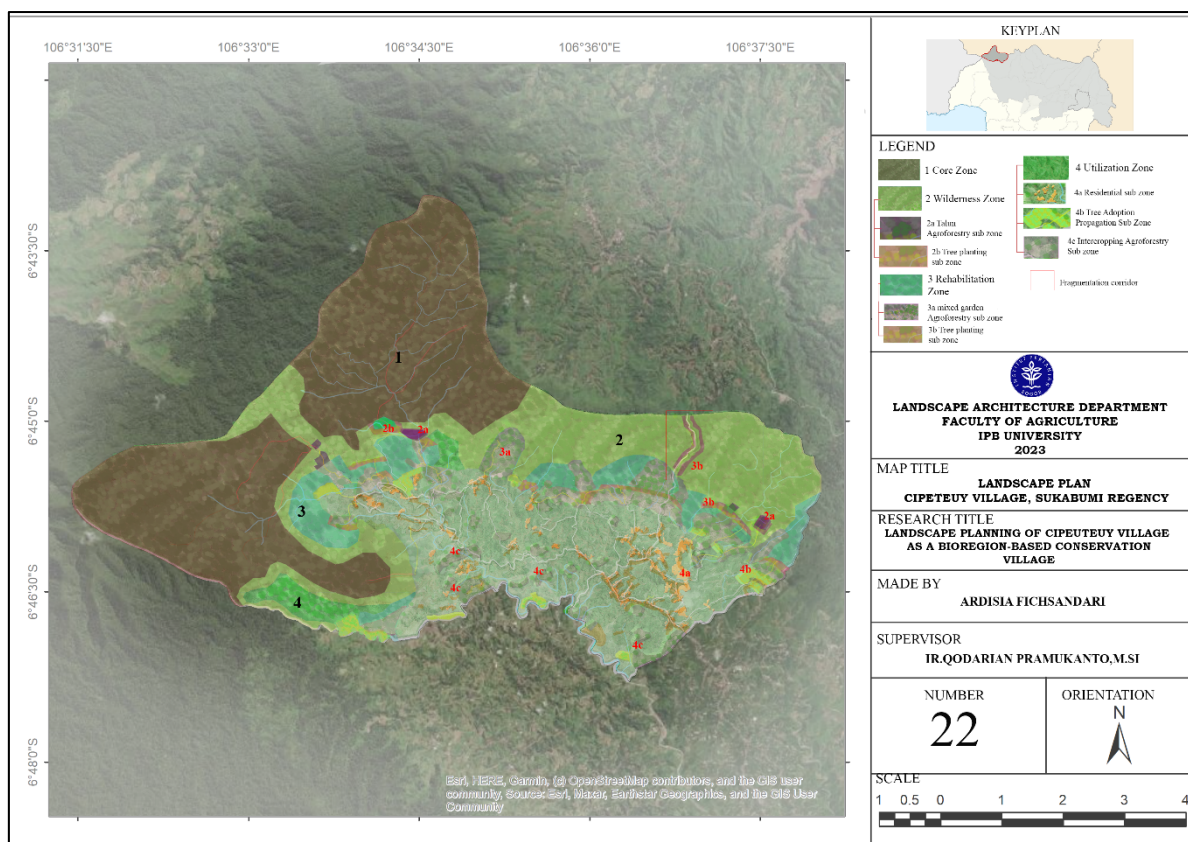 106°31'30"E 106°33'0"E 106°34'30"E 106°36'0"E 106°37'30"E
6°43'30"S
6°45'0"S
6°46'30"S
6°48'0"S
1
2
3
4
2b
2a
3a
3b
3b
2a
4c
4c
4c
4a
4b
4c
Esri, HERE, Garmin, (c) OpenStreetMap contributors, and the GIS user
community, Source: Esri, Maxar, Earthstar Geographics, and the GIS User
Community
KEYPLAN
LEGEND
1 Core Zone
2 Wilderness Zone
2a Talun
Agroforestry sub zone
2b Tree planting
sub zone
3 Rehabilitation
Zone
3a mixed garden
Agroforestry sub zone
3b Tree planting
sub zone
4 Utilization Zone
4a Residential sub zone
4b Tree Adoption
Propagation Sub Zone
4c Intercropping Agroforestry
Sub zone
Fragmentation corridor
INSTITUT PERTANIAN
BOGOR
LANDSCAPE ARCHITECTURE DEPARTMENT
FACULTY OF AGRICULTURE
IPB UNIVERSITY
2023
MAP TITLE
LANDSCAPE PLAN
CIPETEUY VILLAGE, SUKABUMI REGENCY
RESEARCH TITLE
LANDSCAPE PLANNING OF CIPEUTEUY VILLAGE
AS A BIOREGION-BASED CONSERVATION
VILLAGE
MADE BY
ARDISIA FICHSANDARI
SUPERVISOR
IR.QODARIAN PRAMUKANTO,M.SI
NUMBER
22
ORIENTATION
N
SCALE
1 0.5 0 1 2 3 4